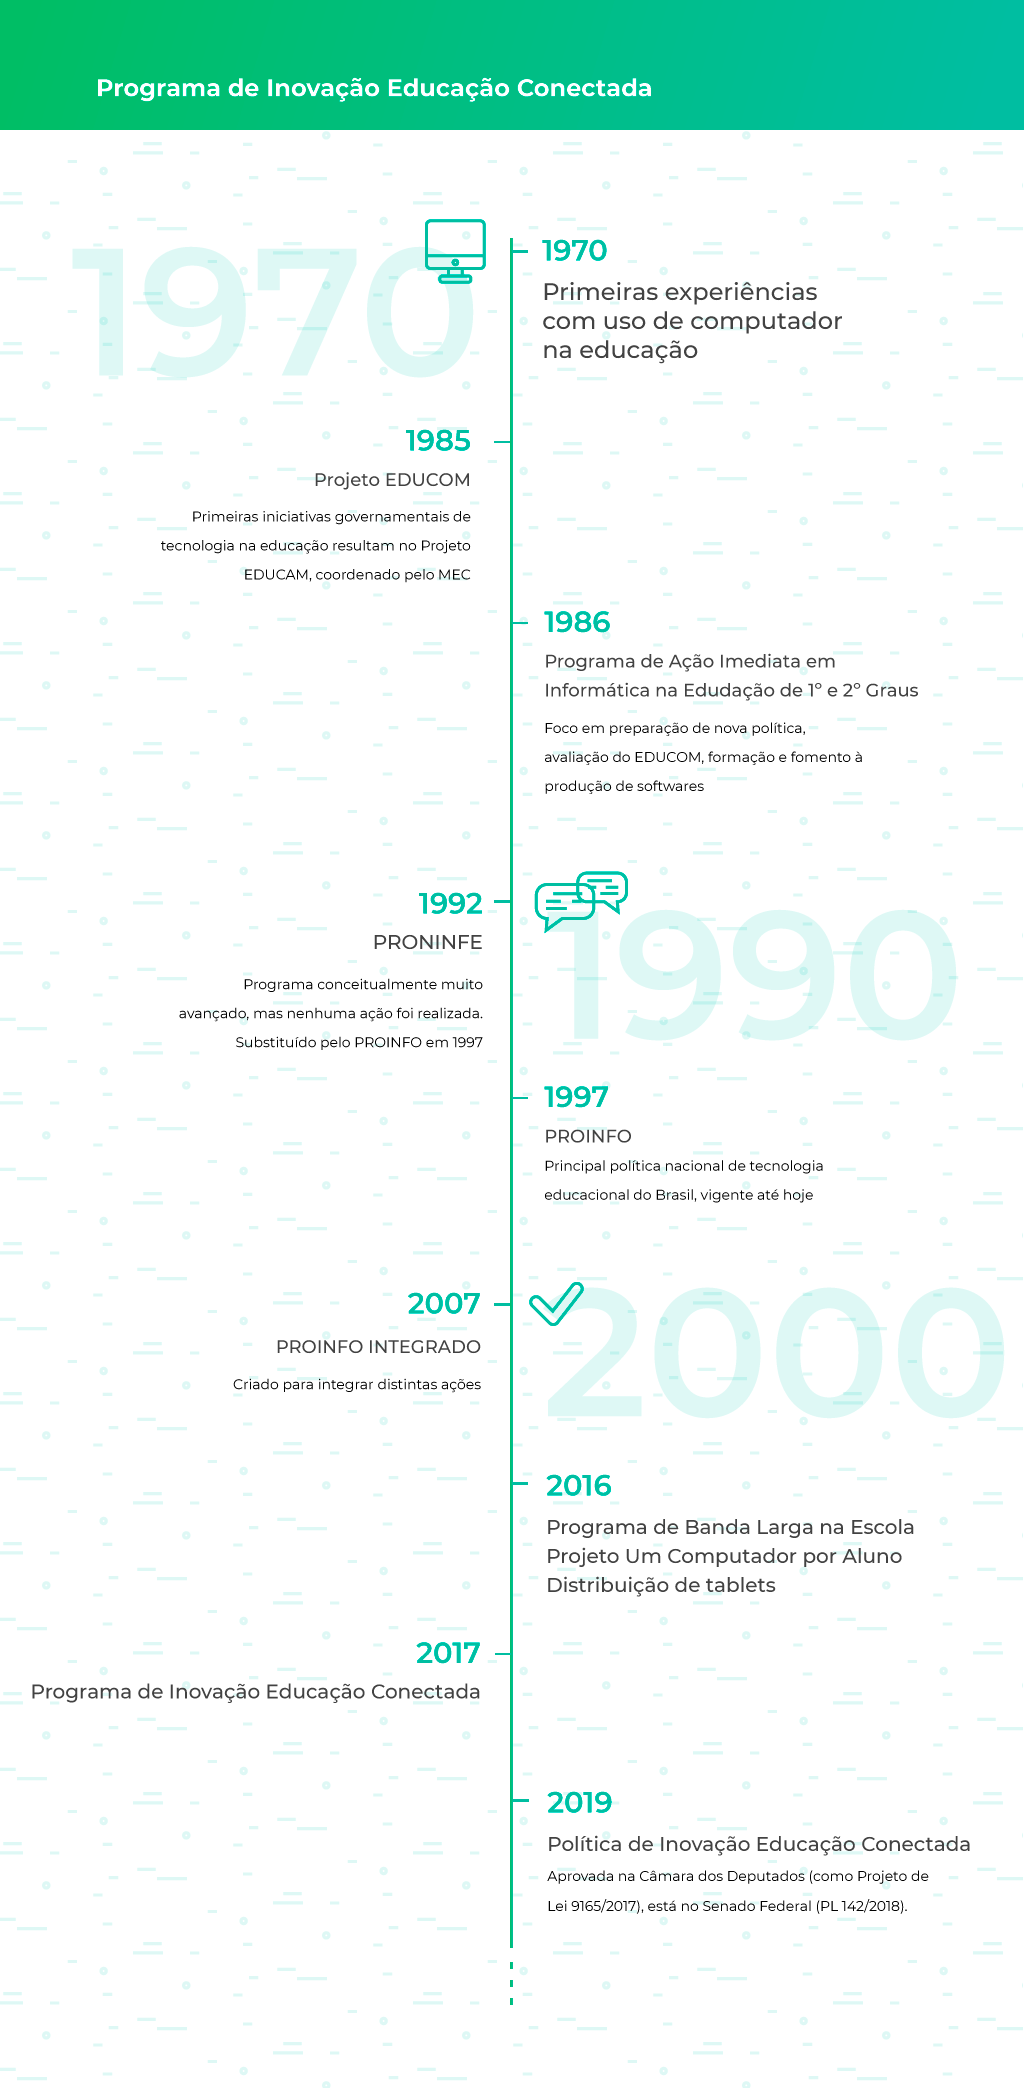 Programa de Inovação Educação Conectada
1970
1970
Primeiras experiências
com uso de computador
na educação
1985
Projeto EDUCOM
Primeiras iniciativas governamentais de
tecnologia na educação resultam no Projeto
EDUCAM, coordenado pelo MEC
1986
Programa de Ação Imediata em
Informática na Edudação de 1º e 2º Graus
Foco em preparação de nova política,
avaliação do EDUCOM, formação e fomento à
produção de softwares
1992
PRONINFE
Programa conceitualmente muito
avançado, mas nenhuma ação foi realizada.
Substituído pelo PROINFO em 1997
1990
1997
PROINFO
Principal política nacional de tecnologia
educacional do Brasil, vigente até hoje
2007
PROINFO INTEGRADO
Criado para integrar distintas ações
2000
2016
Programa de Banda Larga na Escola
Projeto Um Computador por Aluno
Distribuição de tablets
2017
Programa de Inovação Educação Conectada
2019
Política de Inovação Educação Conectada
Aprovada na Câmara dos Deputados (como Projeto de
Lei 9165/2017), está no Senado Federal (PL 142/2018).